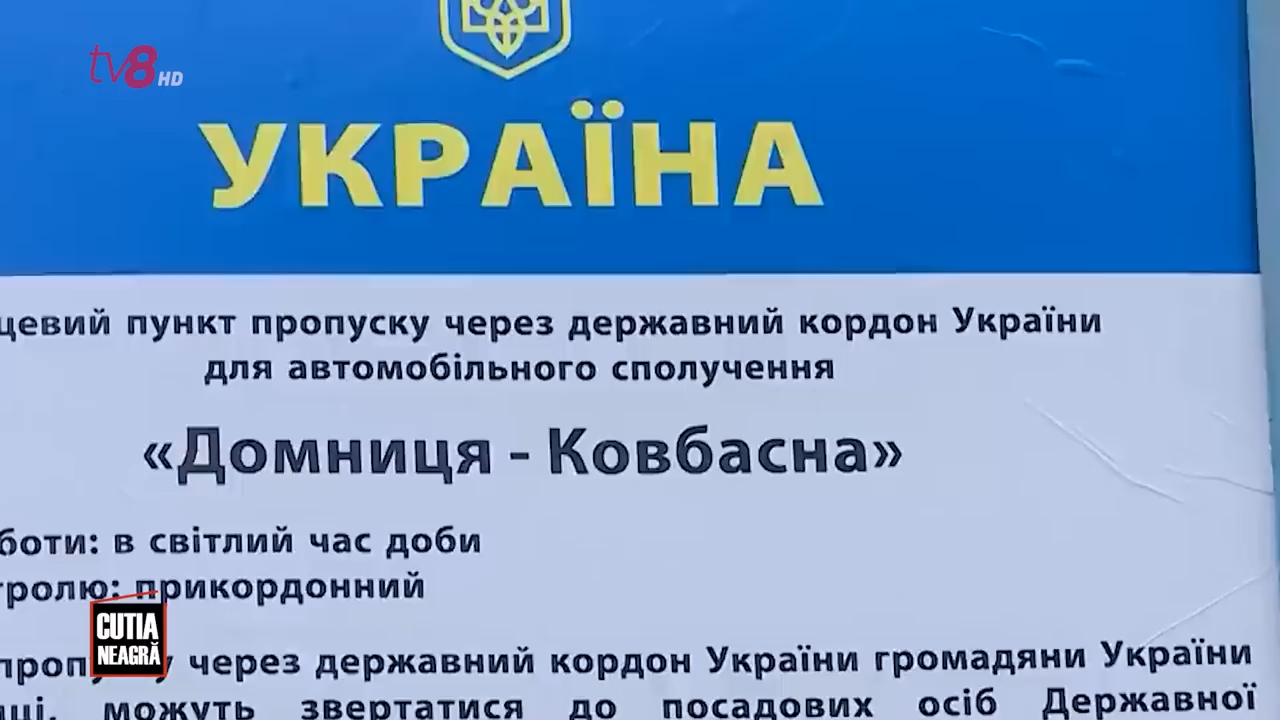 tv8 HD
УКРАЇНА
цевий пункт пропуску через державний кордон України
для автомобільного сполучення
«Домниця - Ковбасна»
боти: в світлий час доби
тролю: прикордонний
CUTIA
NEAGRĂ
через державний кордон України громадяни України
можуть звертатися до посадових осіб Державної